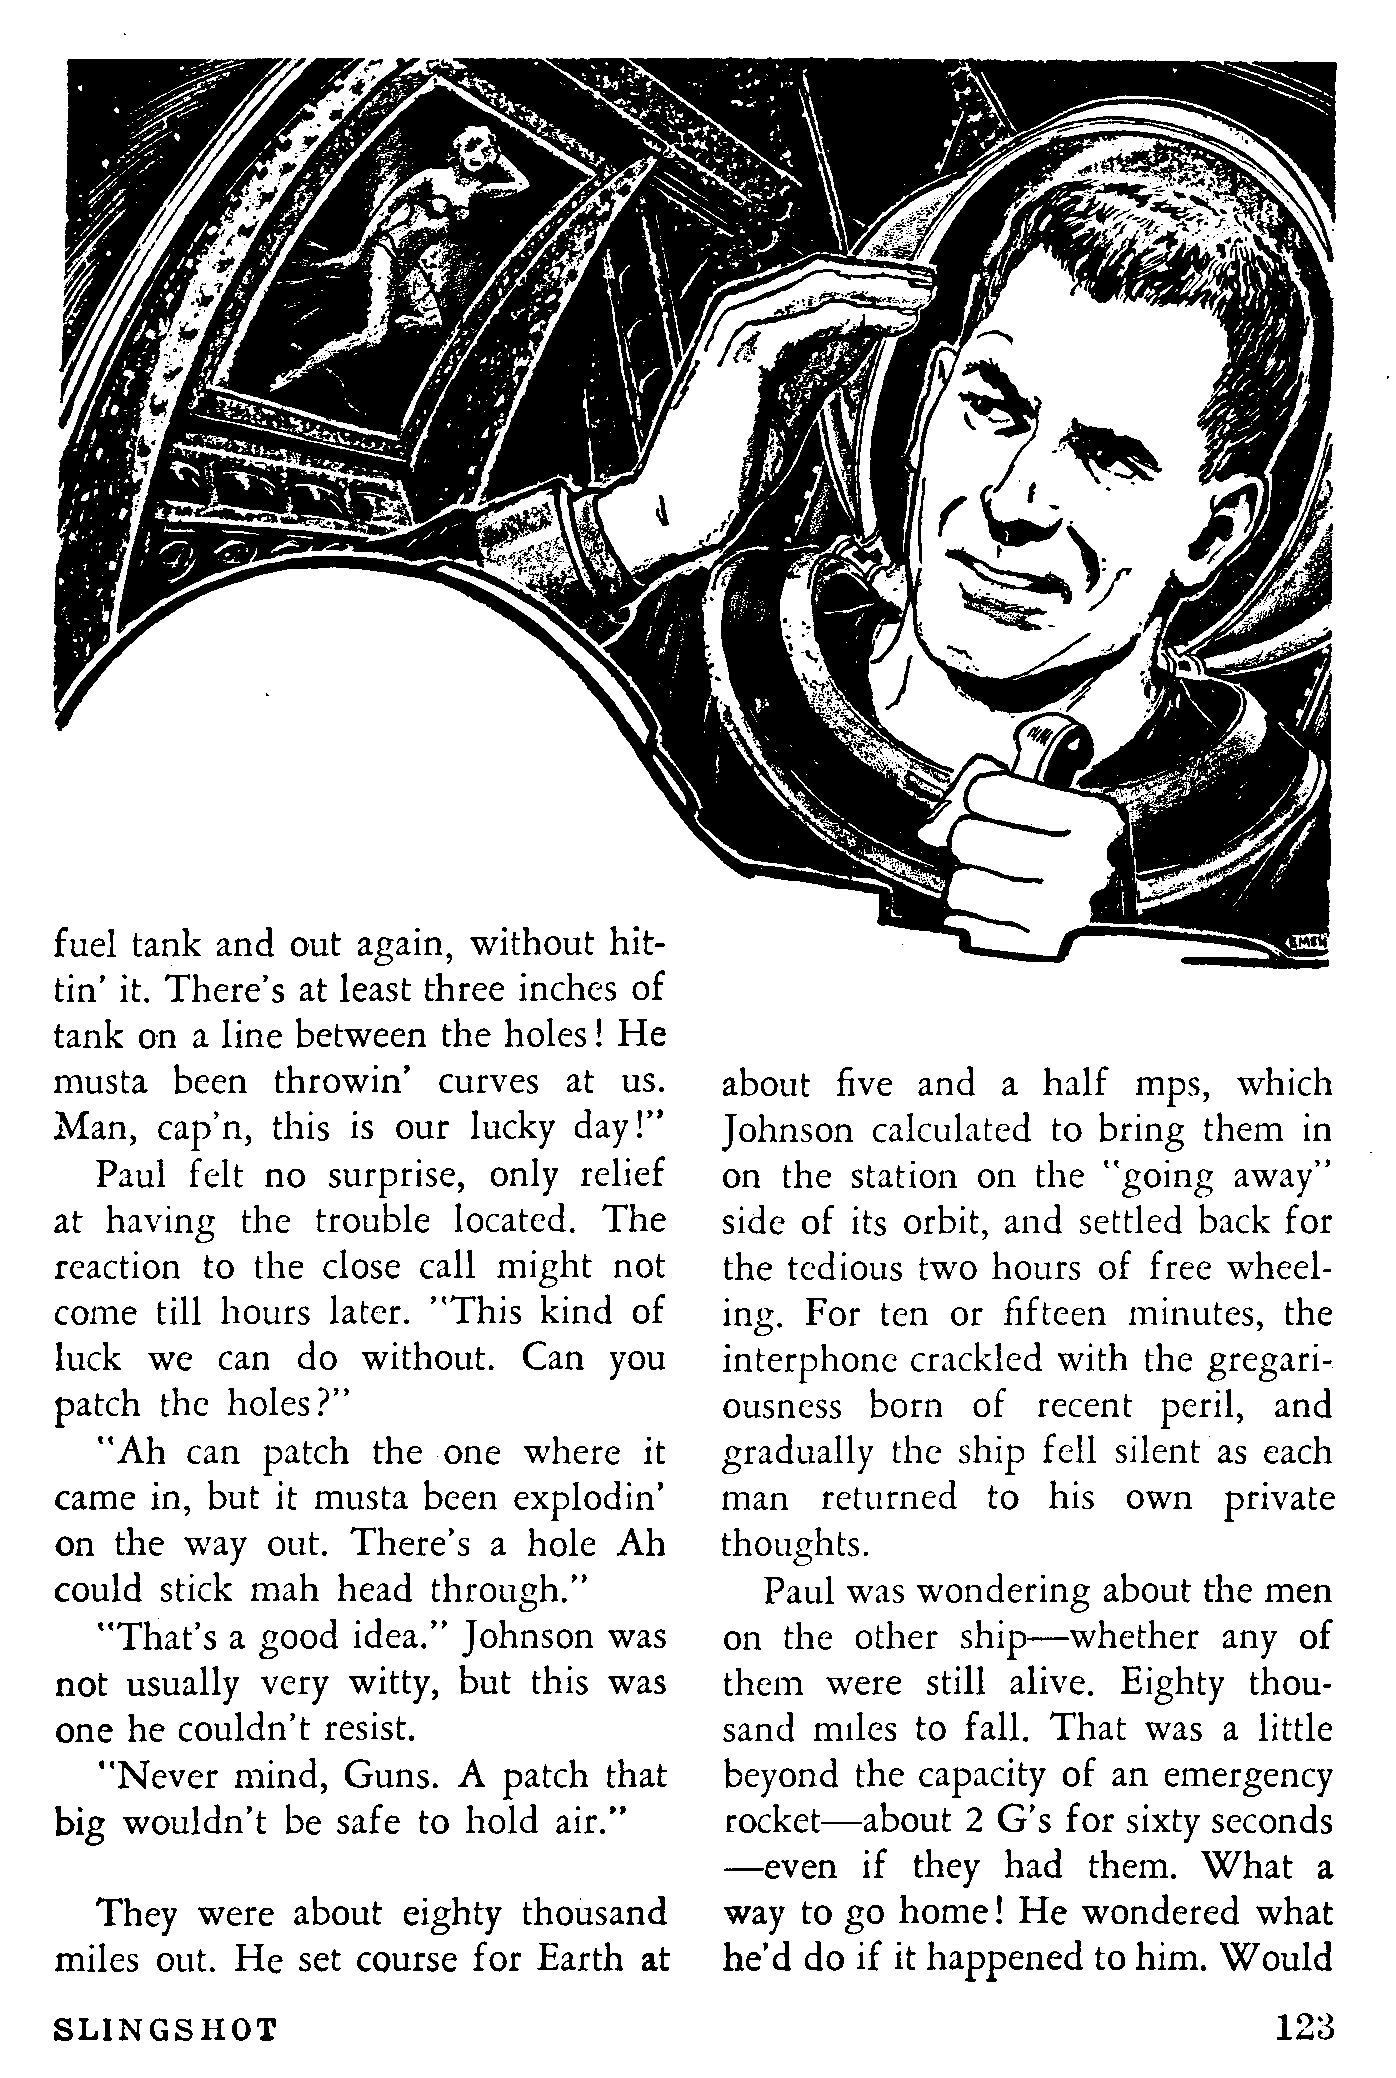 EMSH
fuel tank and out again, without hit-
tin' it. There's at least three inches of
tank on a line between the holes! He
musta been throwin' curves at us.
Man, cap'n, this is our lucky day!"
Paul felt no surprise, only relief
at having the trouble located. The
reaction to the close call might not
come till hours later. "This kind of
luck we can do without. Can you
patch the holes?"
"Ah can patch the one where it
came in, but it musta been explodin'
on the way out. There's a hole Ah
could stick mah head through."
"That's a good idea." Johnson was
not usually very witty, but this was
one he couldn't resist.
"Never mind, Guns. A patch that
big wouldn't be safe to hold air."
They were about eighty thousand
miles out. He set course for Earth at
about five and a half mps, which
Johnson calculated to bring them in
on the station on the "going away"
side of its orbit, and settled back for
the tedious two hours of free wheel-
ing. For ten or fifteen minutes, the
interphone crackled with the gregari-
ousness born of recent peril, and
gradually the ship fell silent as each
man returned to his own private
thoughts.
Paul was wondering about the men
on the other ship—whether any of
them were still alive. Eighty thou-
sand miles to fall. That was a little
beyond the capacity of an emergency
rocket—about 2 G's for sixty seconds
—even if they had them. What a
way to go home! He wondered what
he'd do if it happened to him. Would
SLINGSHOT
123